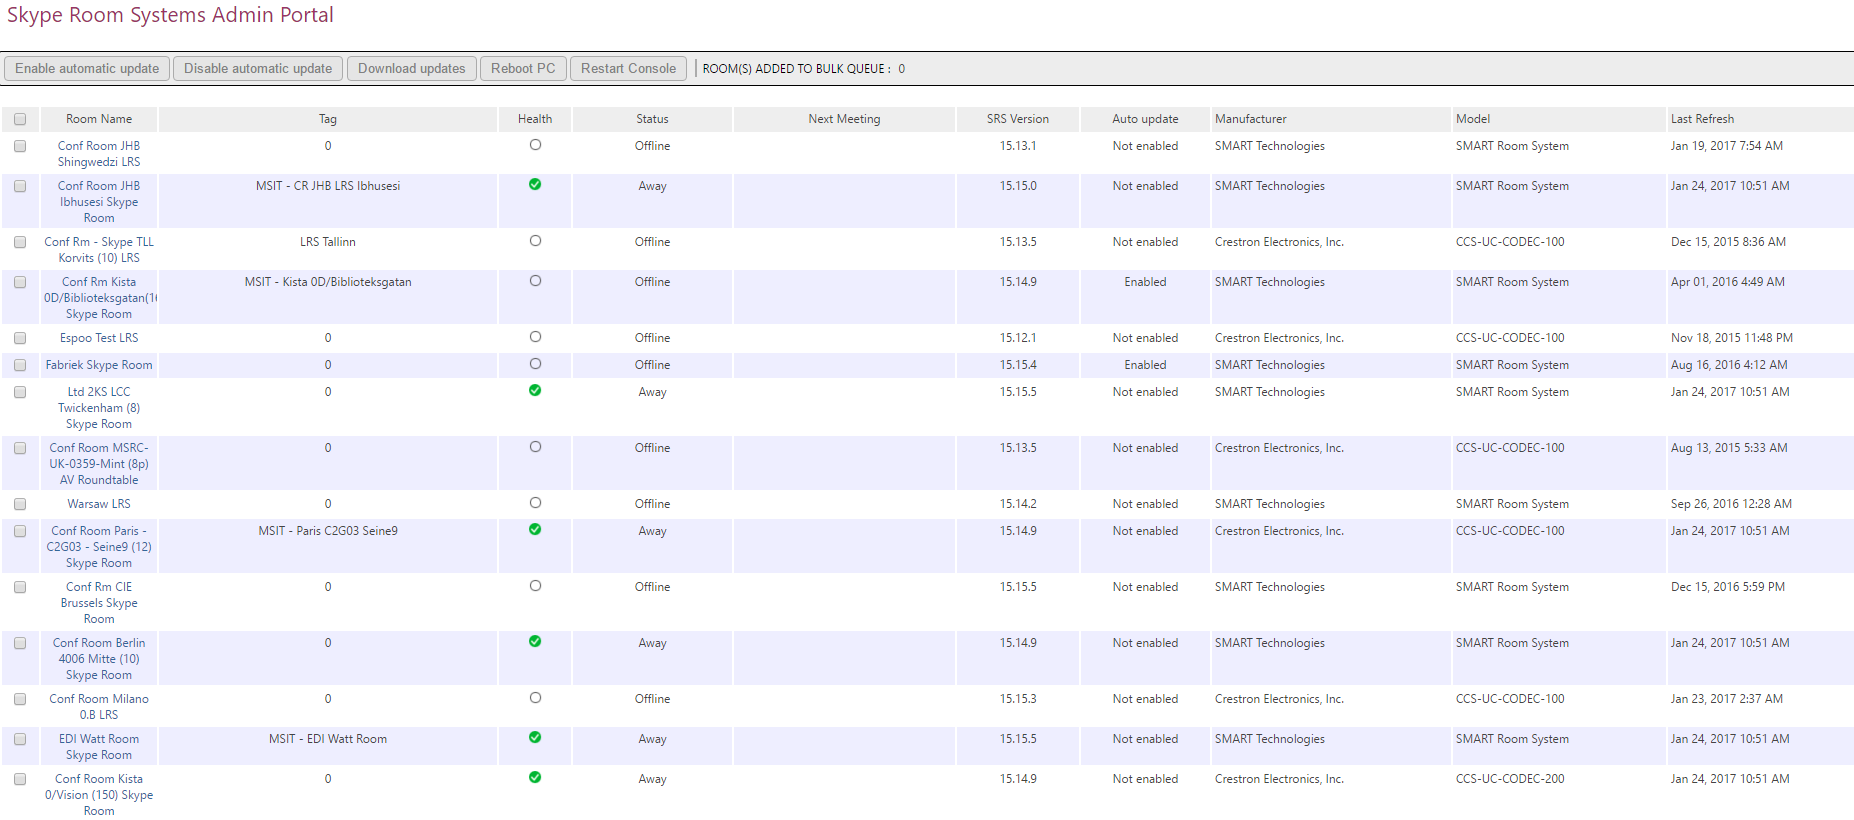 Skype Room Systems Admin Portal
Enable automatic update Disable automatic update Download updates Reboot PC Restart Console ROOM(S) ADDED TO BULK QUEUE : 0
Room Name Tag Health Status Next Meeting SRS Version Auto update Manufacturer Model Last Refresh
Conf Room JHB 0 Offline 15.13.1 Not enabled SMART Technologies SMART Room System Jan 19, 2017 7:54 AM
Shingwedzi LRS
Conf Room JHB MSIT - CR JHB LRS Ibhusesi Away 15.15.0 Not enabled SMART Technologies SMART Room System Jan 24, 2017 10:51 AM
Ibhusesi Skype
Room
Conf Rm - Skype TLL LRS Tallinn Offline 15.13.5 Not enabled Crestron Electronics, Inc. CCS-UC-CODEC-100 Dec 15, 2015 8:36 AM
Korvits (10) LRS
Conf Rm Kista MSIT - Kista 0D/Biblioteksgatan Offline 15.14.9 Enabled SMART Technologies SMART Room System Apr 01, 2016 4:49 AM
0D/Biblioteksgatan(16
Skype Room
Espoo Test LRS 0 Offline 15.12.1 Not enabled Crestron Electronics, Inc. CCS-UC-CODEC-100 Nov 18, 2015 11:48 PM
Fabriek Skype Room 0 Offline 15.15.4 Enabled SMART Technologies SMART Room System Aug 16, 2016 4:12 AM
Ltd 2KS LCC 0 Away 15.15.5 Not enabled SMART Technologies SMART Room System Jan 24, 2017 10:51 AM
Twickenham (8)
Skype Room
Conf Room MSRC- 0 Offline 15.13.5 Not enabled Crestron Electronics, Inc. CCS-UC-CODEC-100 Aug 13, 2015 5:33 AM
UK-0359-Mint (8p)
AV Roundtable
Warsaw LRS 0 Offline 15.14.2 Not enabled SMART Technologies SMART Room System Sep 26, 2016 12:28 AM
Conf Room Paris - MSIT - Paris C2G03 Seine9 Away 15.14.9 Not enabled Crestron Electronics, Inc. CCS-UC-CODEC-100 Jan 24, 2017 10:51 AM
C2G03 - Seine9 (12)
Skype Room
Conf Rm CIE 0 Offline 15.15.5 Not enabled SMART Technologies SMART Room System Dec 15, 2016 5:59 PM
Brussels Skype
Room
Conf Room Berlin 0 Away 15.14.9 Not enabled SMART Technologies SMART Room System Jan 24, 2017 10:51 AM
4006 Mitte (10)
Skype Room
Conf Room Milano 0 Offline 15.15.3 Not enabled Crestron Electronics, Inc. CCS-UC-CODEC-100 Jan 23, 2017 2:37 AM
0.B LRS
EDI Watt Room MSIT - EDI Watt Room Away 15.15.5 Not enabled SMART Technologies SMART Room System Jan 24, 2017 10:51 AM
Skype Room
Conf Room Kista 0 Away 15.14.9 Not enabled Crestron Electronics, Inc. CCS-UC-CODEC-200 Jan 24, 2017 10:51 AM
0/Vision (150) Skype
Room